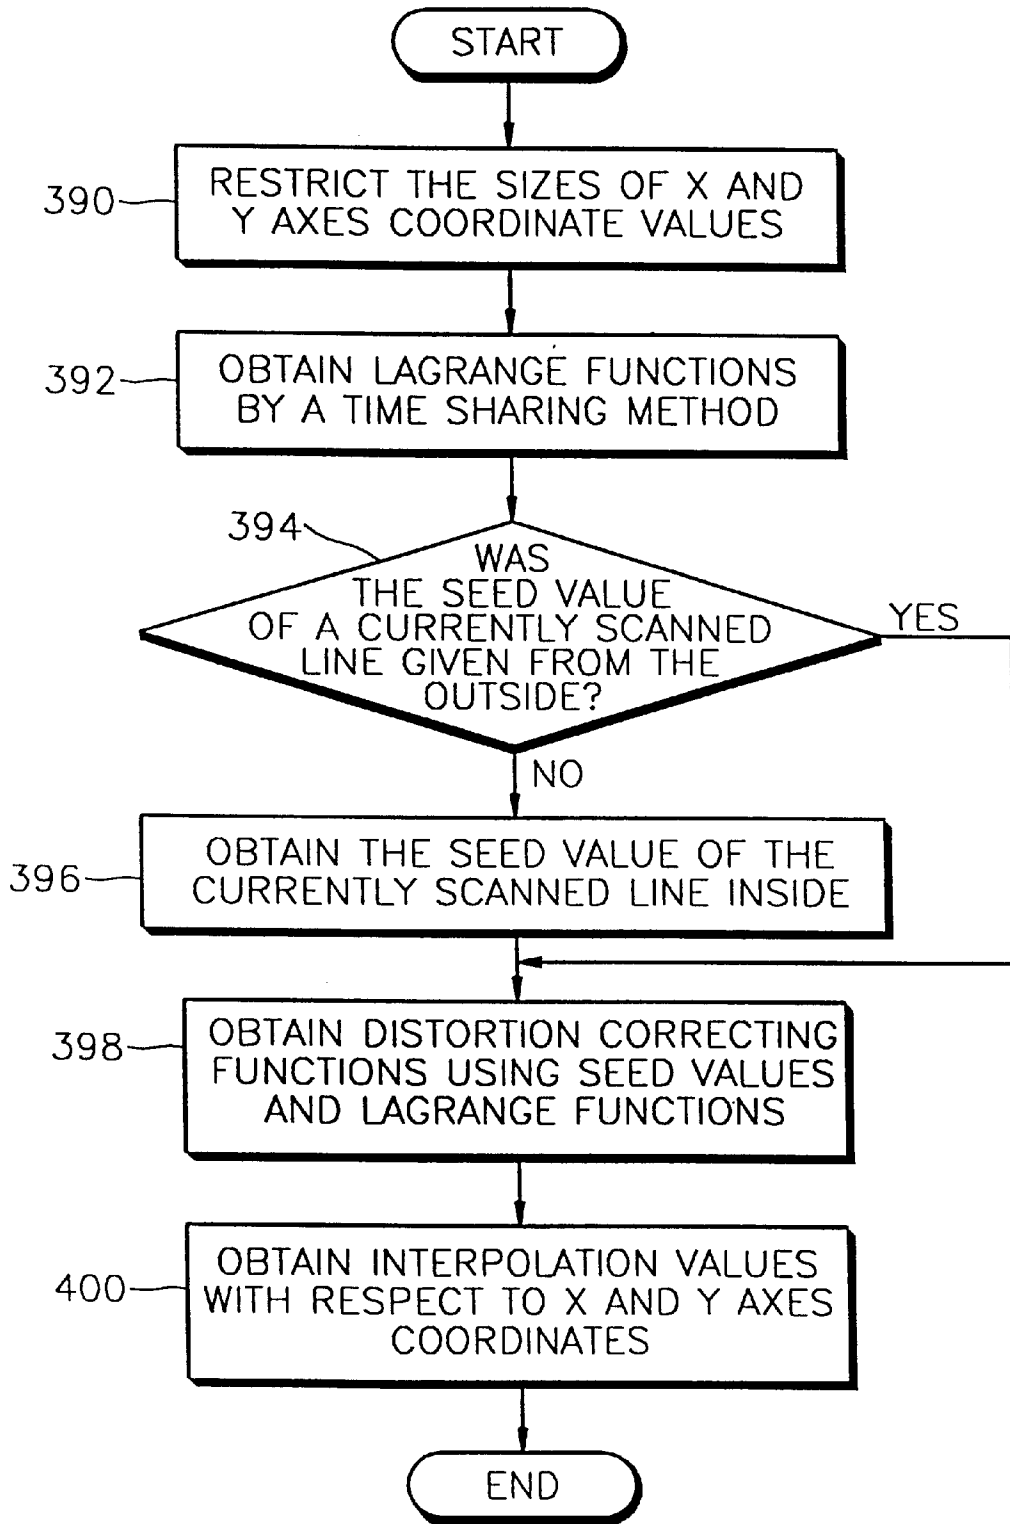 START
390
RESTRICT THE SIZES OF X AND
Y AXES COORDINATE VALUES
392
OBTAIN LAGRANGE FUNCTIONS
BY A TIME SHARING METHOD
394
WAS
THE SEED VALUE
OF A CURRENTLY SCANNED
LINE GIVEN FROM THE
OUTSIDE?
YES
NO
396
OBTAIN THE SEED VALUE OF THE
CURRENTLY SCANNED LINE INSIDE
398
OBTAIN DISTORTION CORRECTING
FUNCTIONS USING SEED VALUES
AND LAGRANGE FUNCTIONS
400
OBTAIN INTERPOLATION VALUES
WITH RESPECT TO X AND Y AXES
COORDINATES
END